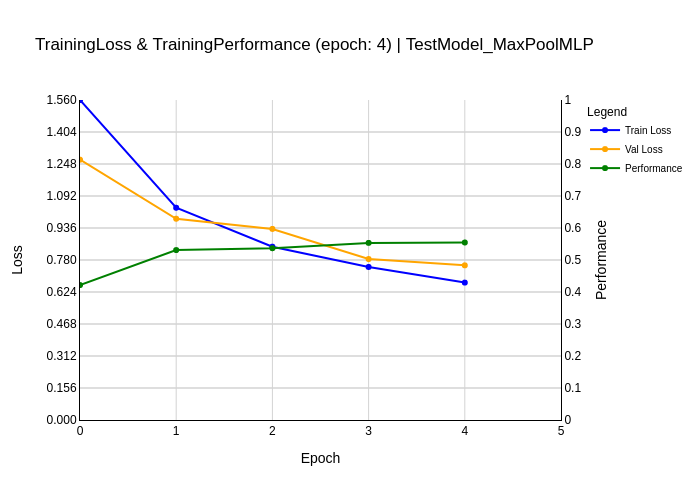 TrainingLoss & TrainingPerformance (epoch: 4) | TestModel_MaxPoolMLP
Legend
Train Loss
Val Loss
Performance
1.560
1.404
1.248
1.092
0.936
0.780
0.624
0.468
0.312
0.156
0.000
Loss
1
0.9
0.8
0.7
0.6
0.5
0.4
0.3
0.2
0.1
0
Performance
0 1 2 3 4 5
Epoch